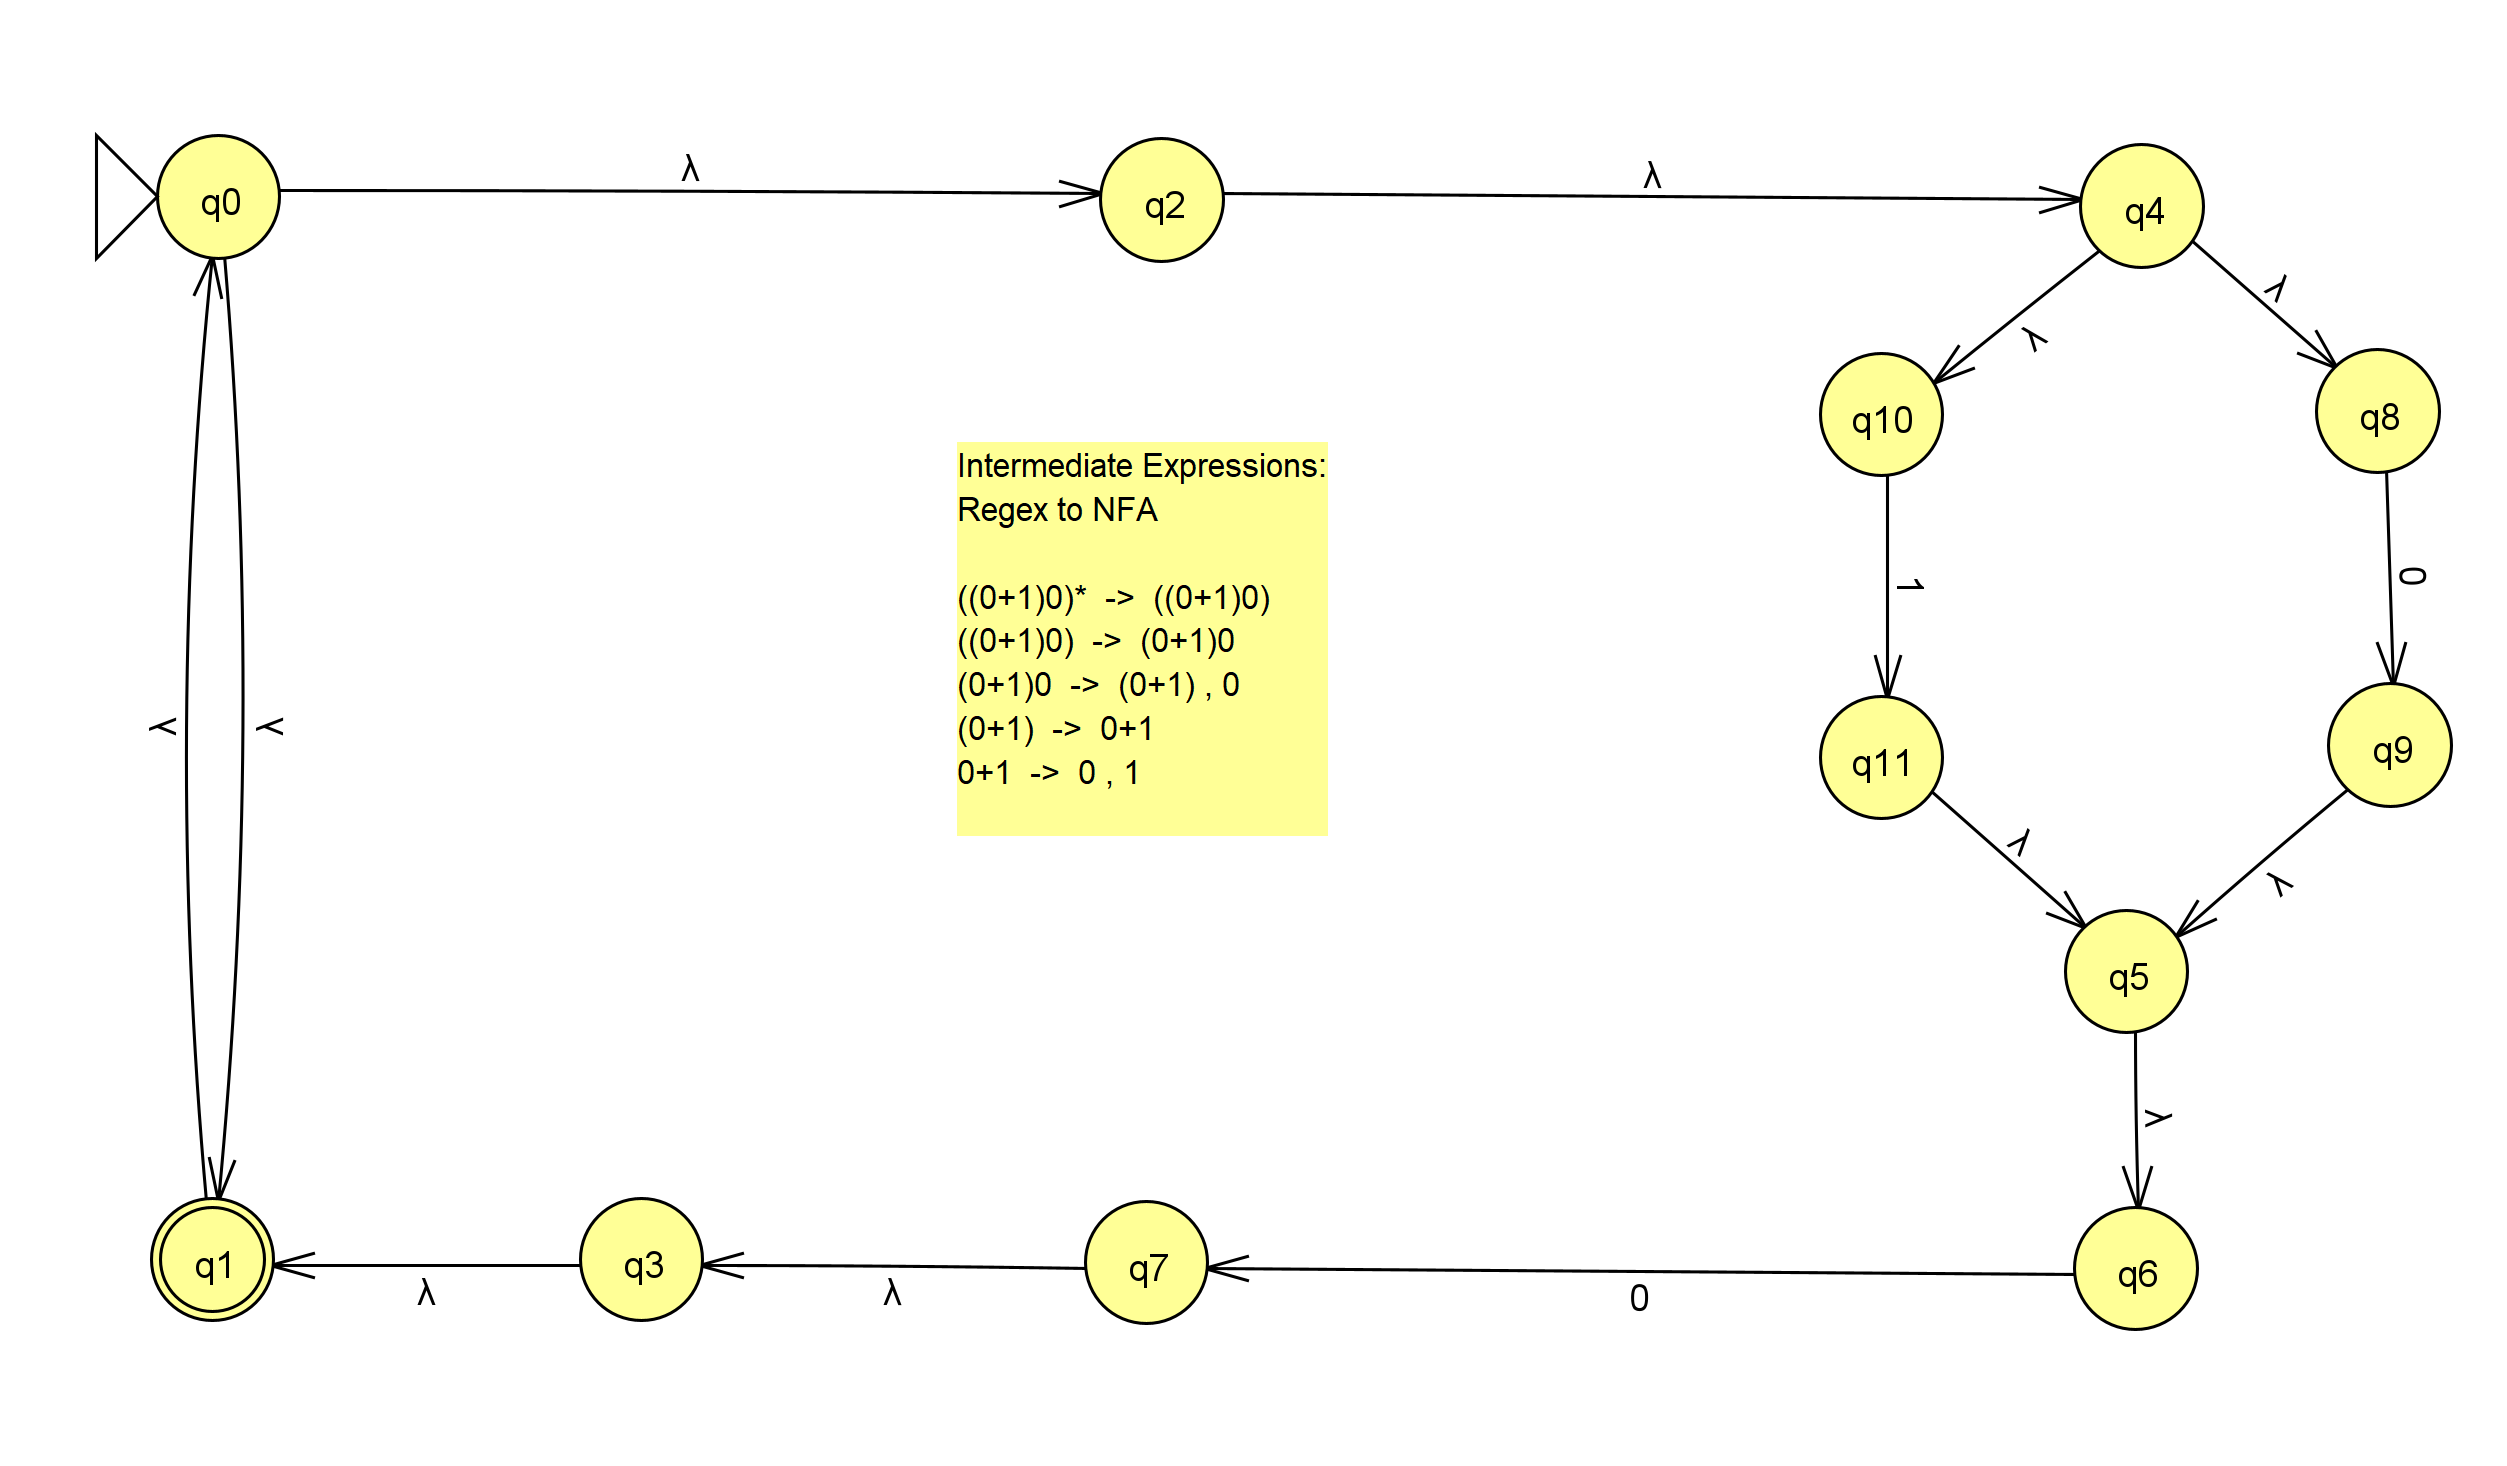 λ
λ
q0
q2
q4
λ
λ
q10
q8
Intermediate Expressions:
Regex to NFA
((0+1)0)* -> ((0+1)0)
((0+1)0) -> (0+1)0
(0+1)0 -> (0+1) , 0
(0+1) -> 0+1
0+1 -> 0 , 1
1
0
λ
λ
q11
q9
λ
λ
q5
λ
q1
q3
q7
q6
λ
λ
0